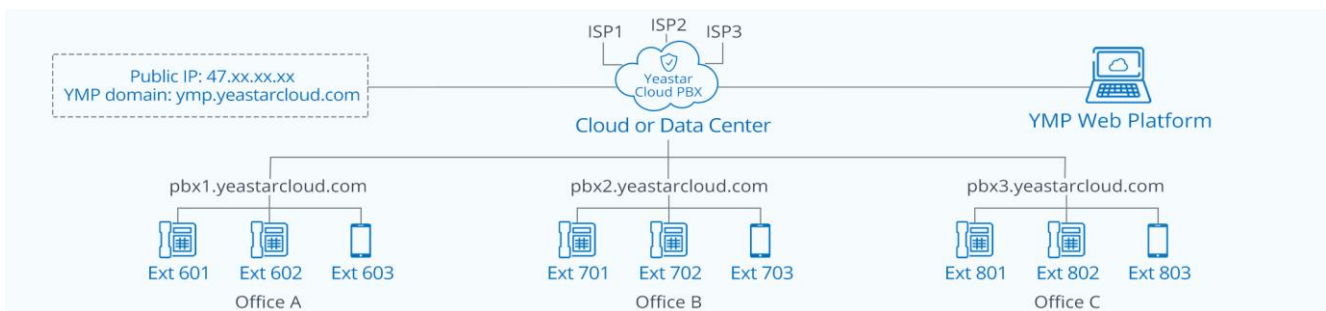 ISP1
ISP2
ISP3
Public IP: 47.xx.xx.xx
YMP domain: ymp.yeastarcloud.com
Yeastar
Cloud PBX
Cloud or Data Center
YMP Web Platform
pbx1.yeastarcloud.com
pbx2.yeastarcloud.com
pbx3.yeastarcloud.com
Ext 601
Ext 602
Ext 603
Ext 701
Ext 702
Ext 703
Ext 801
Ext 802
Ext 803
Office A
Office B
Office C